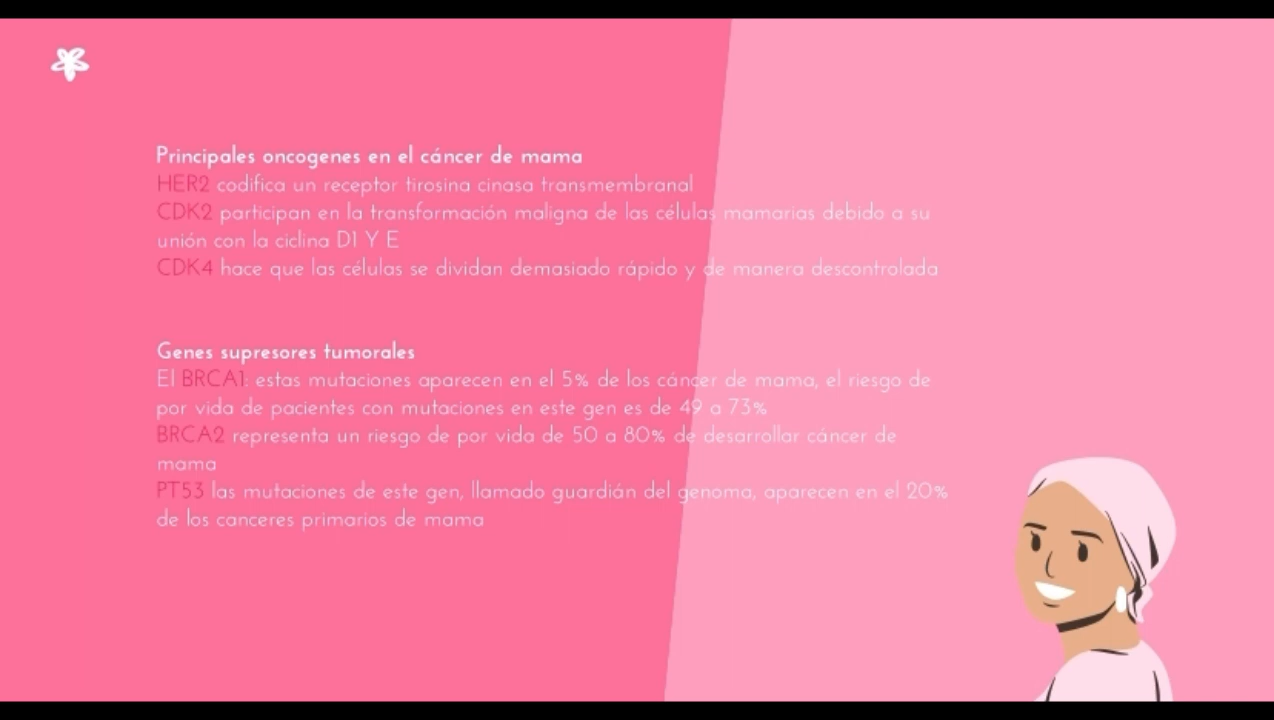 Principales oncogenes en el cáncer de mama
HER2 codifica un receptor tirosina cinasa transmembranal
CDK2 participan en la transformación maligna de las células mamarias debido a su
unión con la ciclina D1 Y E
CDK4 hace que las células se dividan demasiado rápido y de manera descontrolada
Genes supresores tumorales
El BRCA1: estas mutaciones aparecen en el 5% de los cáncer de mama, el riesgo de
por vida de pacientes con mutaciones en este gen es de 49 a 73%
BRCA2 representa un riesgo de por vida de 50 a 80% de desarrollar cáncer de
mama
PT53 las mutaciones de este gen, llamado guardián del genoma, aparecen en el 20%
de los canceres primarios de mama